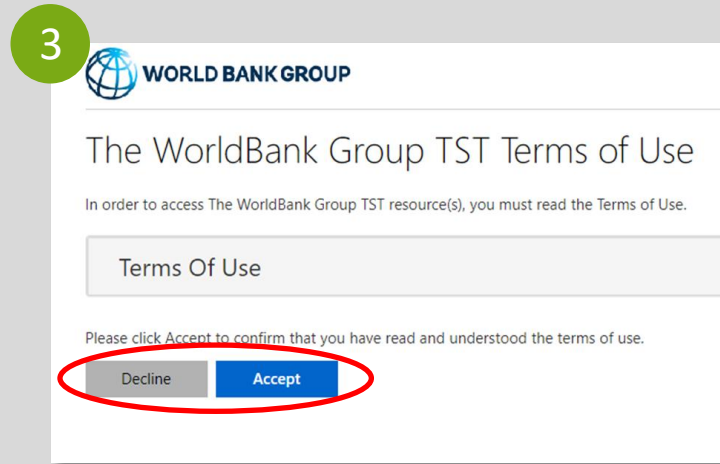 3
WORLD BANK GROUP
The WorldBank Group TST Terms of Use
In order to access The WorldBank Group TST resource(s), you must read the Terms of Use.
Terms Of Use
Please click Accept to confirm that you have read and understood the terms of use.
Decline Accept